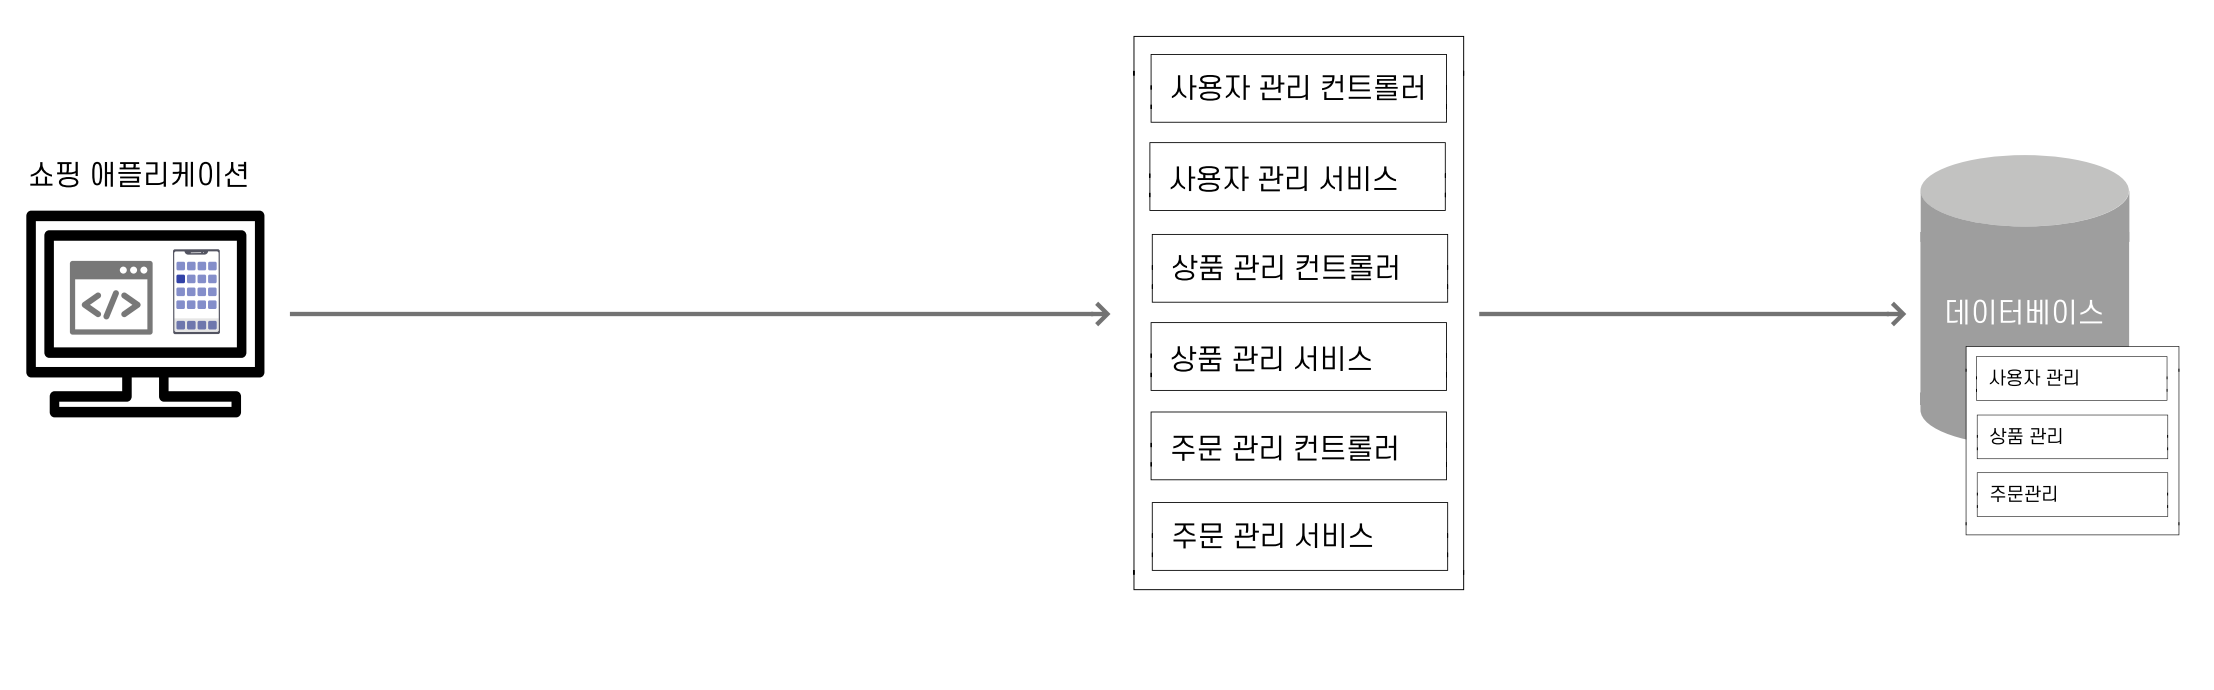 쇼핑 애플리케이션
사용자 관리 컨트롤러
사용자 관리 서비스
상품 관리 컨트롤러
상품 관리 서비스
주문 관리 컨트롤러
주문 관리 서비스
데이터베이스
사용자 관리
상품 관리
주문관리